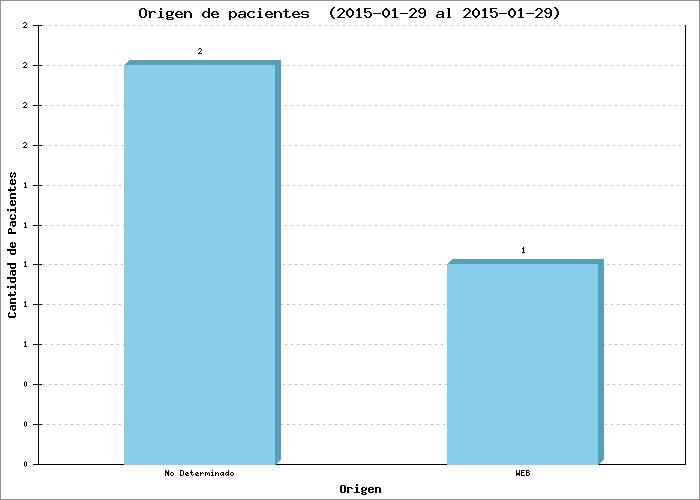 Origen de pacientes  (2015-01-29 al 2015-01-29)
2
2
2
2
1
1
1
1
1
0
0
0
Cantidad de Pacientes
2
1
No Determinado
WEB
Origen